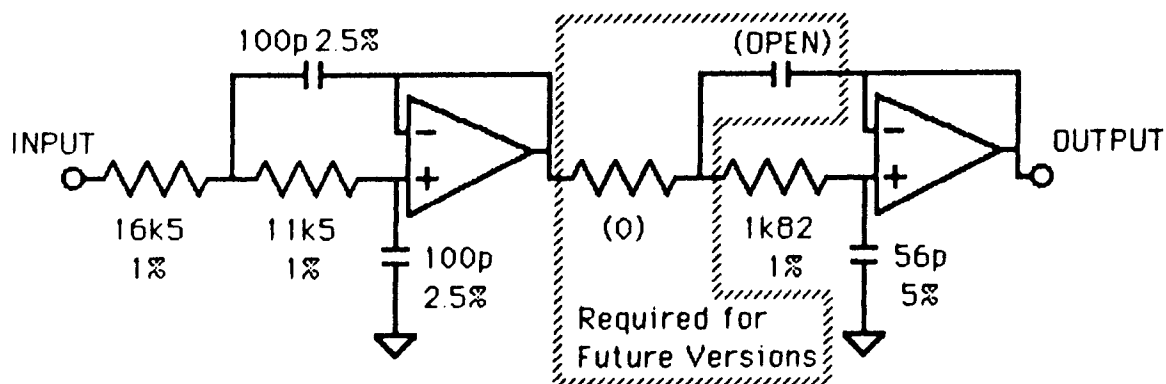 100p 2.5%
(OPEN)
INPUT
−
+
−
+
OUTPUT
16k5
1%
11k5
1%
100p
2.5%
(0)
1k82
1%
56p
5%
Required for
Future Versions